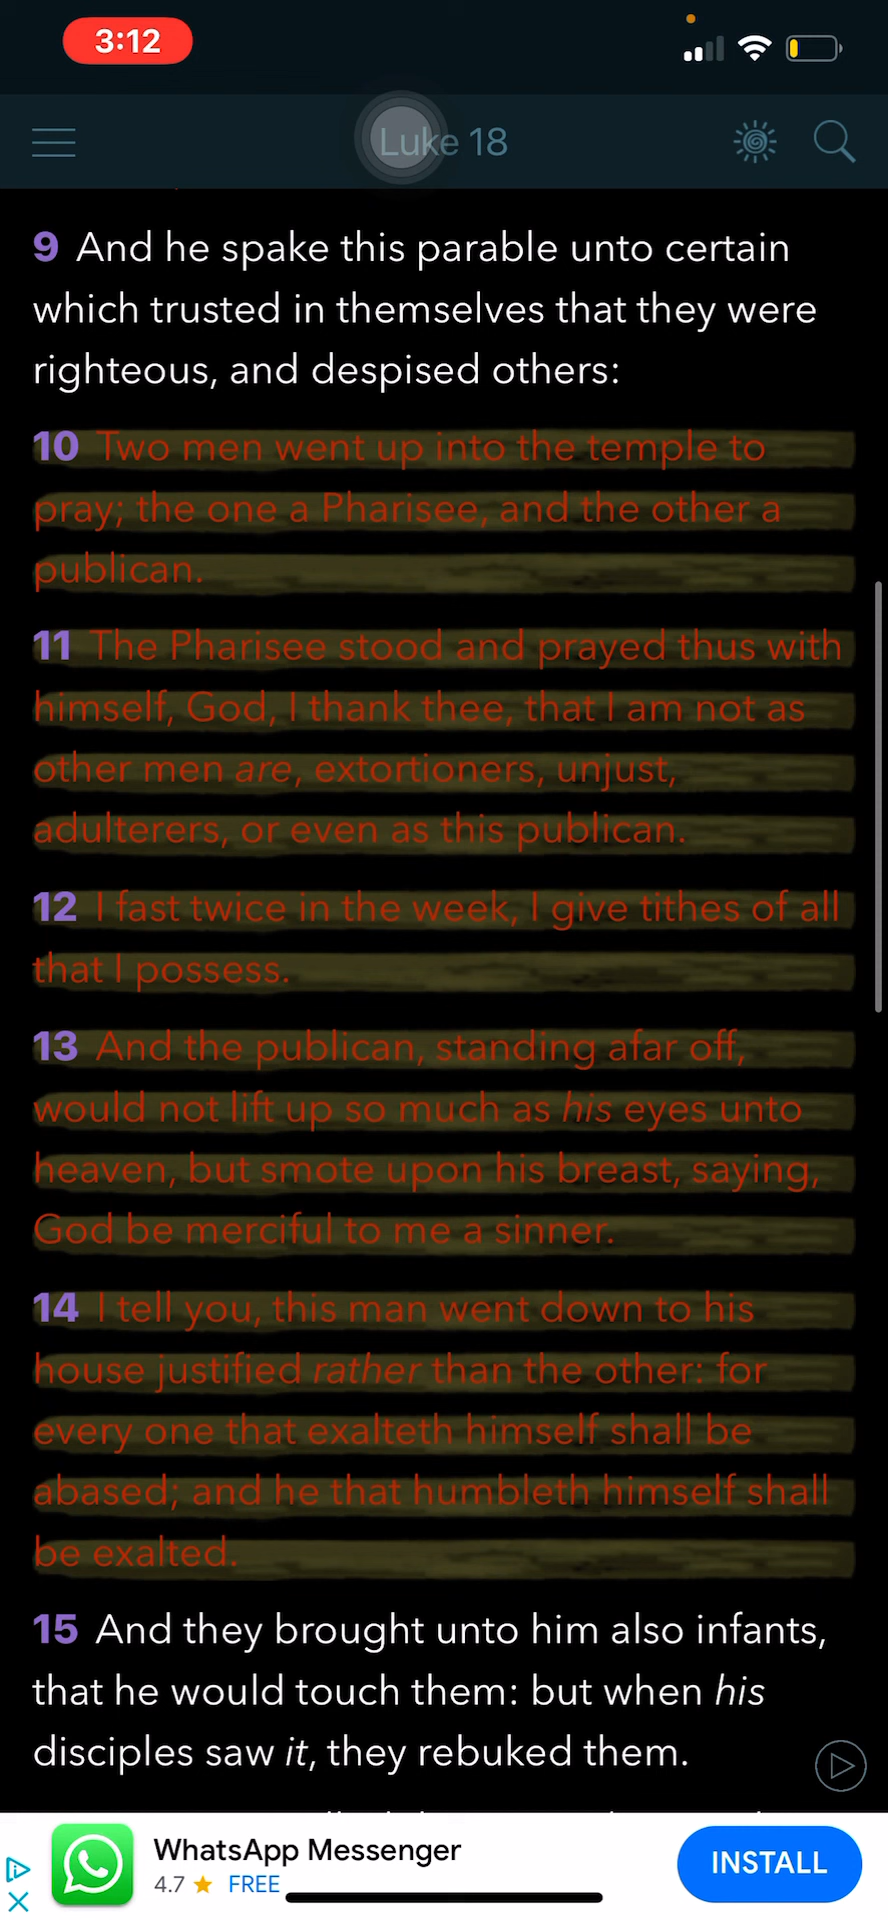 3:12
Luke 18
9 And he spake this parable unto certain
which trusted in themselves that they were
righteous, and despised others:
10 Two men went up into the temple to
pray; the one a Pharisee, and the other a
publican.
11 The Pharisee stood and prayed thus with
himself, God, I thank thee, that I am not as
other men are, extortioners, unjust,
adulterers, or even as this publican.
12 I fast twice in the week, I give tithes of all
that I possess.
13 And the publican, standing afar off,
would not lift up so much as his eyes unto
heaven, but smote upon his breast, saying,
God be merciful to me a sinner.
14 I tell you, this man went down to his
house justified rather than the other: for
every one that exalteth himself shall be
abased; and he that humbleth himself shall
be exalted.
15 And they brought unto him also infants,
that he would touch them: but when his
disciples saw it, they rebuked them.
WhatsApp Messenger
4.7 ★ FREE
INSTALL